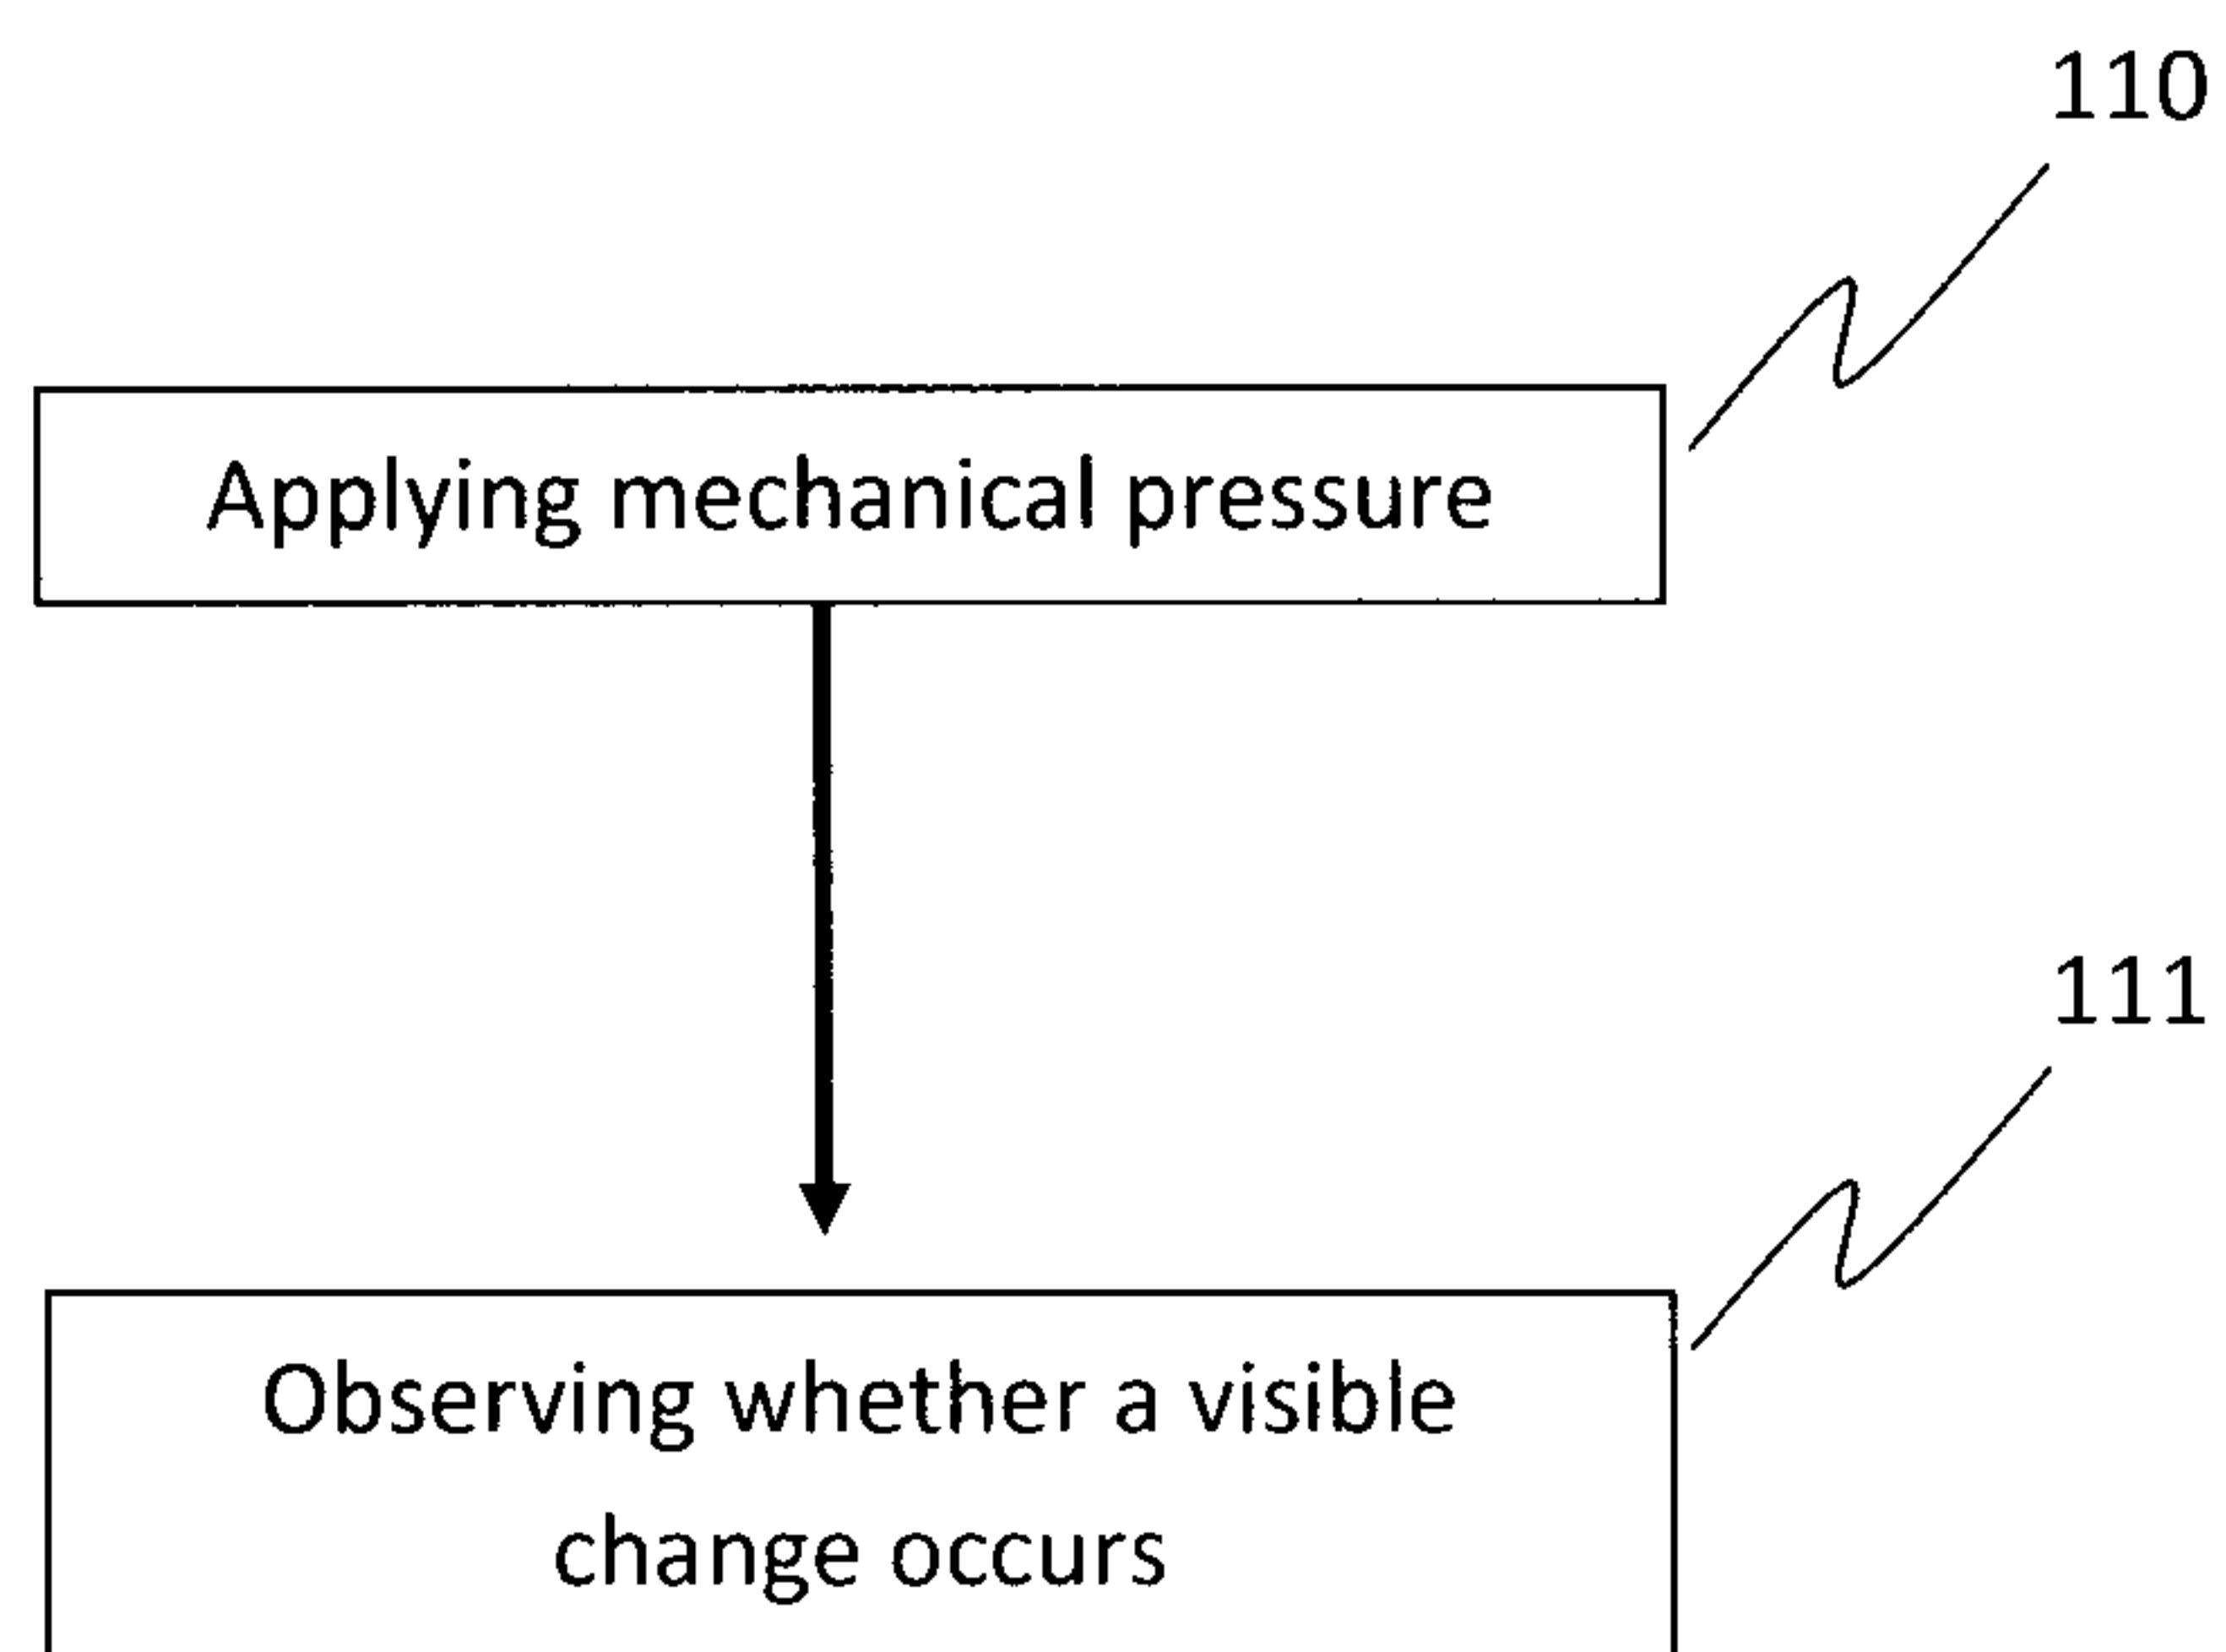 110
Applying mechanical pressure
111
Observing whether a visible
change occurs